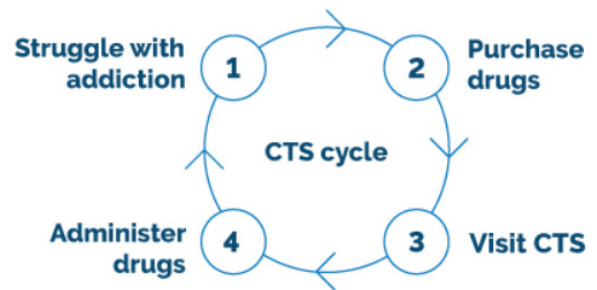 Struggle with
addiction
1
2
Purchase
drugs
CTS cycle
Administer
drugs
4
3
Visit CTS